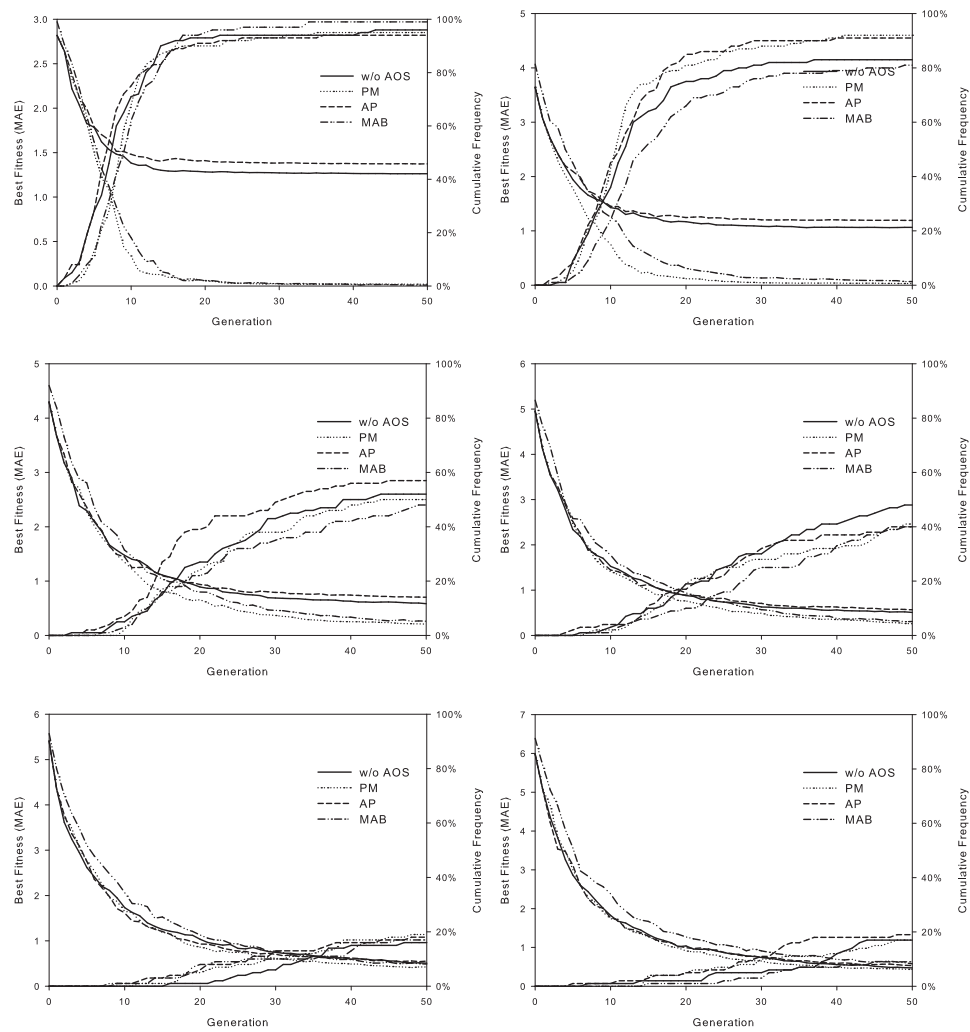 3.0 2.5 2.0 1.5 1.0 0.5 0.0
Best Fitness (MAE)
100% 80% 60% 40% 20% 0%
Cumulative Frequency
w/o AOS
PM
AP
MAB
0 10 20 30 40 50
Generation
5 4 3 2 1 0
Best Fitness (MAE)
100% 80% 60% 40% 20% 0%
Cumulative Frequency
w/o AOS
PM
AP
MAB
0 10 20 30 40 50
Generation
5 4 3 2 1 0
Best Fitness (MAE)
100% 80% 60% 40% 20% 0%
Cumulative Frequency
w/o AOS
PM
AP
MAB
0 10 20 30 40 50
Generation
6 5 4 3 2 1 0
Best Fitness (MAE)
100% 80% 60% 40% 20% 0%
Cumulative Frequency
w/o AOS
PM
AP
MAB
0 10 20 30 40 50
Generation
6 5 4 3 2 1 0
Best Fitness (MAE)
100% 80% 60% 40% 20% 0%
Cumulative Frequency
w/o AOS
PM
AP
MAB
0 10 20 30 40 50
Generation
7 6 5 4 3 2 1 0
Best Fitness (MAE)
100% 80% 60% 40% 20% 0%
Cumulative Frequency
w/o AOS
PM
AP
MAB
0 10 20 30 40 50
Generation